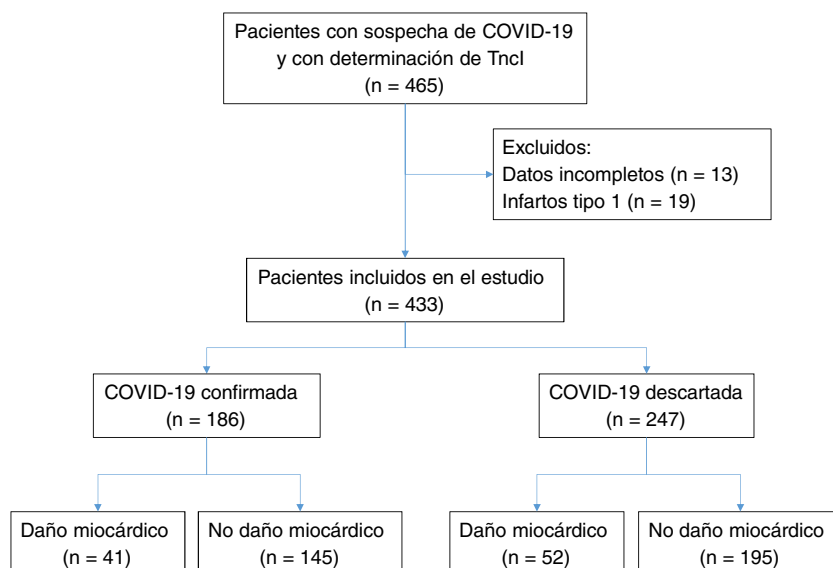 Pacientes con sospecha de COVID-19
y con determinación de TncI
(n = 465)
Excluidos:
Datos incompletos (n = 13)
Infartos tipo 1 (n = 19)
Pacientes incluidos en el estudio
(n = 433)
COVID-19 confirmada
(n = 186)
COVID-19 descartada
(n = 247)
Daño miocárdico
(n = 41)
No daño miocárdico
(n = 145)
Daño miocárdico
(n = 52)
No daño miocárdico
(n = 195)